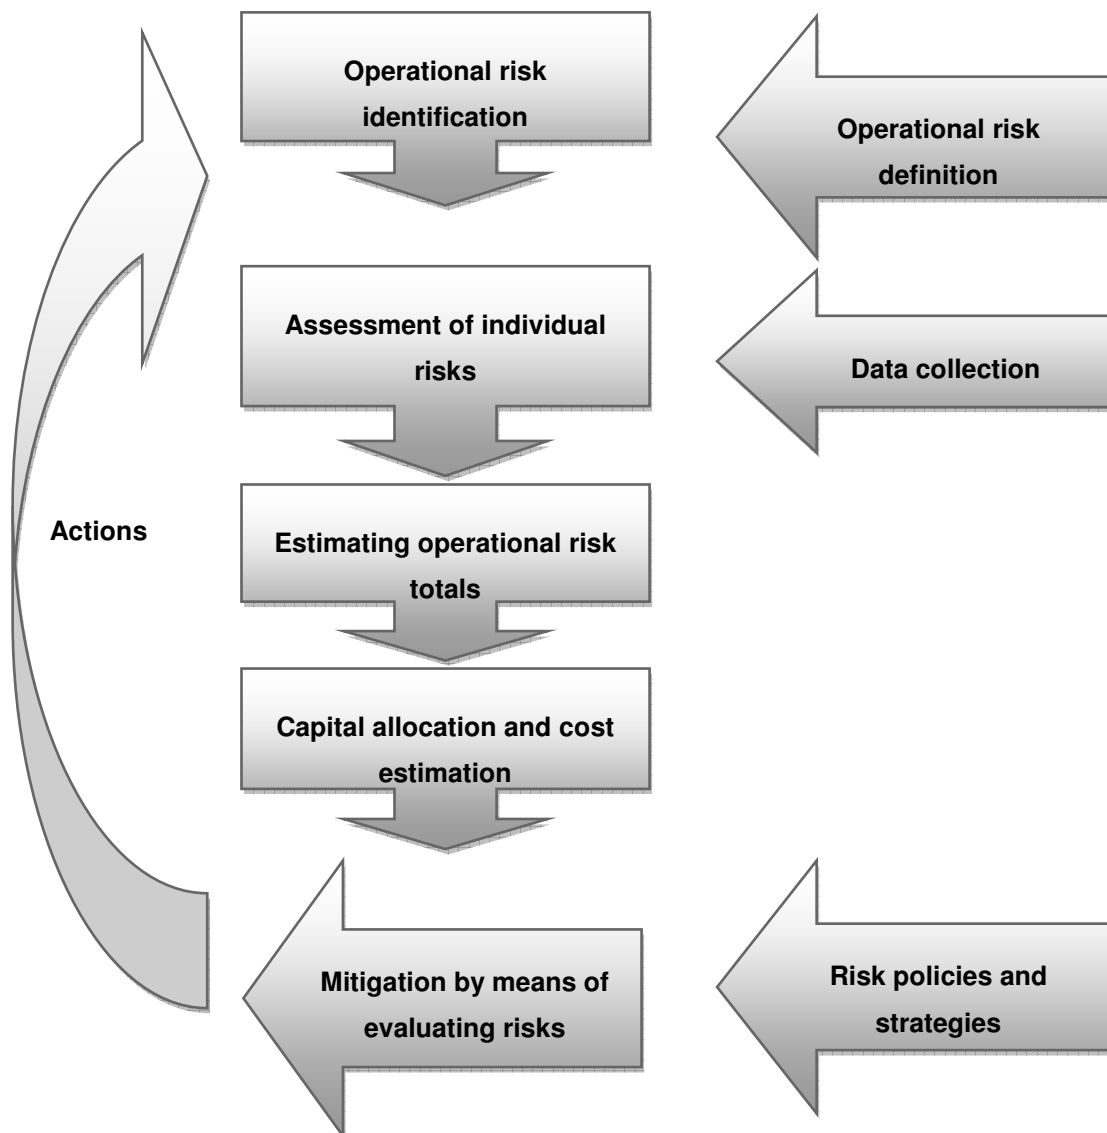 Operational risk
identification
Operational risk
definition
Assessment of individual
risks
Data collection
Actions
Estimating operational risk
totals
Capital allocation and cost
estimation
Mitigation by means of
evaluating risks
Risk policies and
strategies